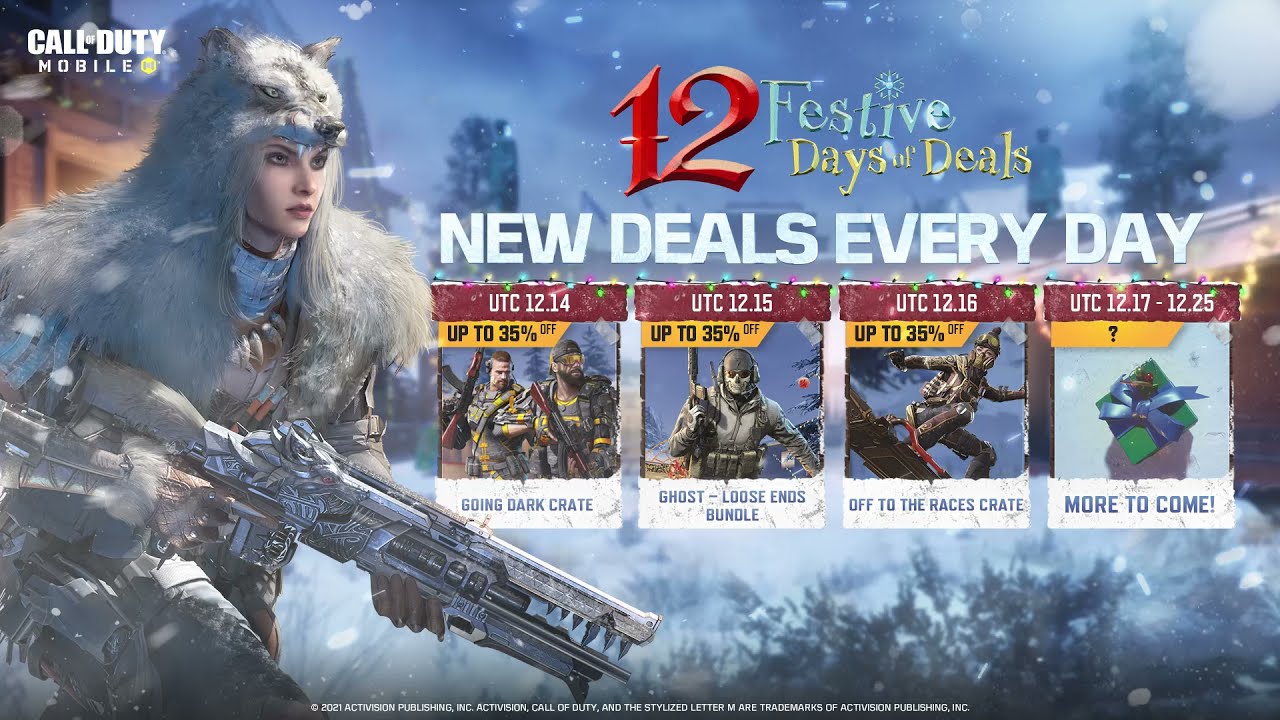 CALL OF DUTY
MOBILE
12 Festive
Days of Deals
NEW DEALS EVERY DAY
UTC 12.14
UP TO 35% OFF
GOING DARK CRATE
UTC 12.15
UP TO 35% OFF
GHOST – LOOSE ENDS
BUNDLE
UTC 12.16
UP TO 35% OFF
OFF TO THE RACES CRATE
UTC 12.17 - 12.25
?
MORE TO COME!
© 2021 ACTIVISION PUBLISHING, INC. ACTIVISION, CALL OF DUTY, AND THE STYLIZED LETTER M ARE TRADEMARKS OF ACTIVISION PUBLISHING, INC.